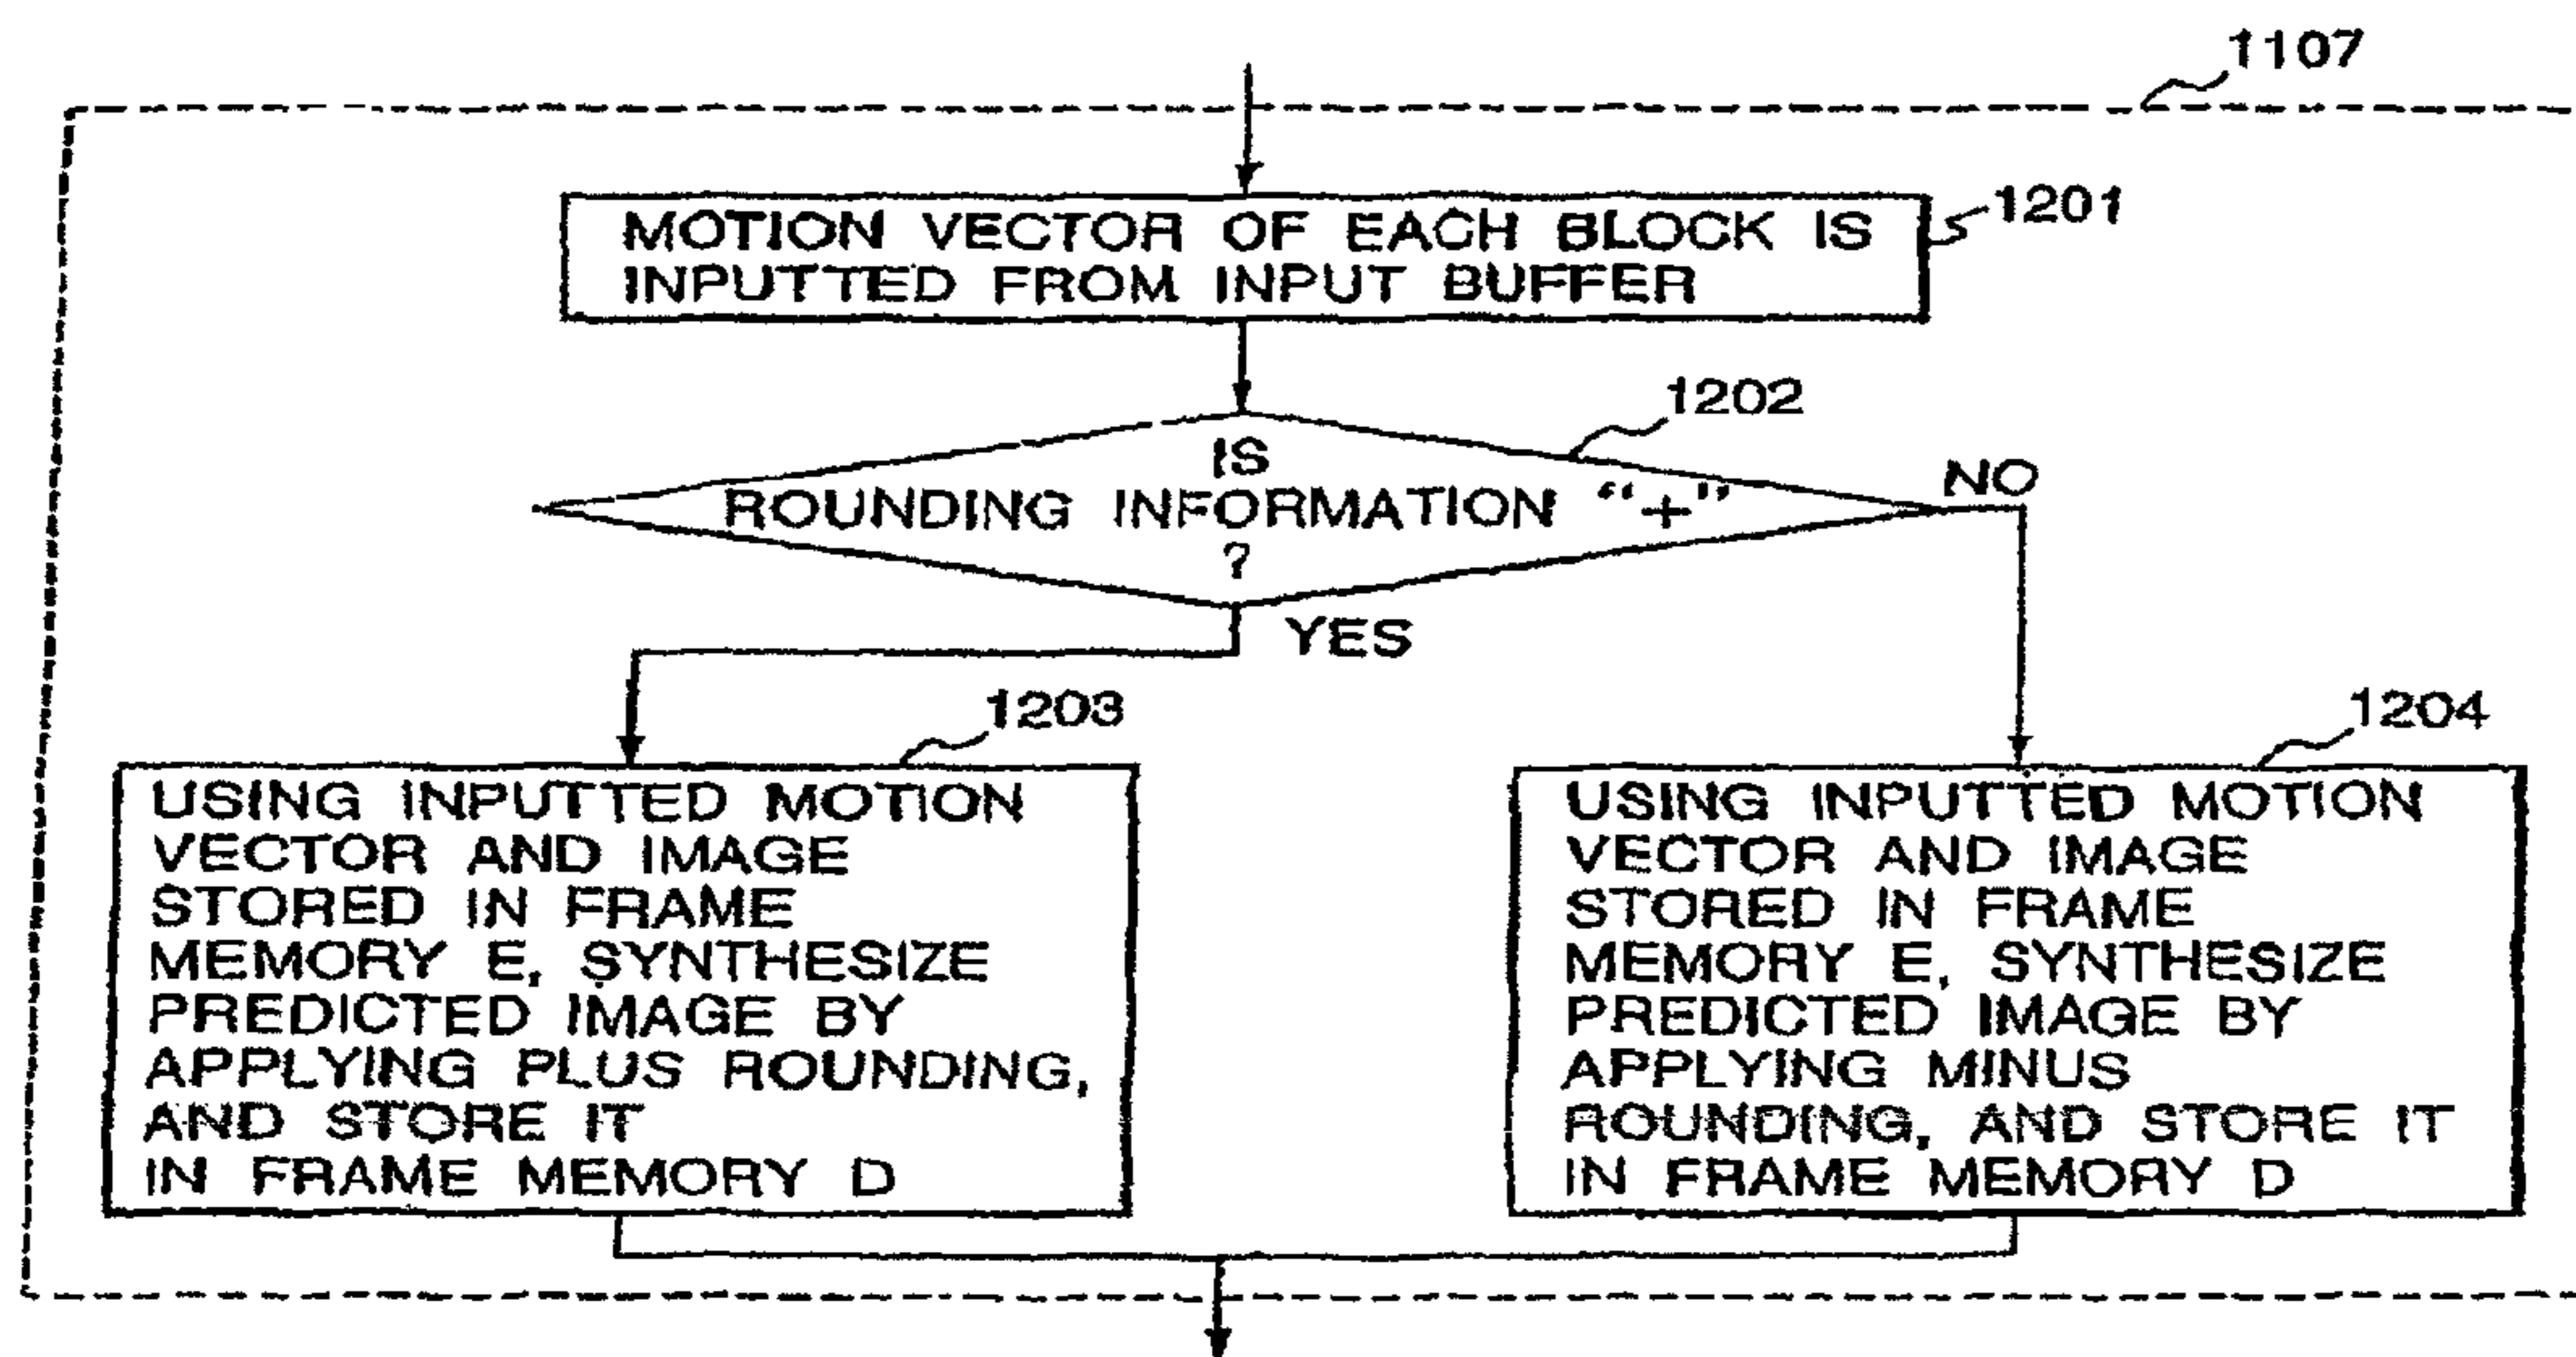 1107
MOTION VECTOR OF EACH BLOCK IS
INPUTTED FROM INPUT BUFFER
1201
1202
IS
ROUNDING INFORMATION “+”
?
NO
YES
1203
USING INPUTTED MOTION
VECTOR AND IMAGE
STORED IN FRAME
MEMORY E, SYNTHESIZE
PREDICTED IMAGE BY
APPLYING PLUS ROUNDING,
AND STORE IT
IN FRAME MEMORY D
1204
USING INPUTTED MOTION
VECTOR AND IMAGE
STORED IN FRAME
MEMORY E, SYNTHESIZE
PREDICTED IMAGE BY
APPLYING MINUS
ROUNDING, AND STORE IT
IN FRAME MEMORY D